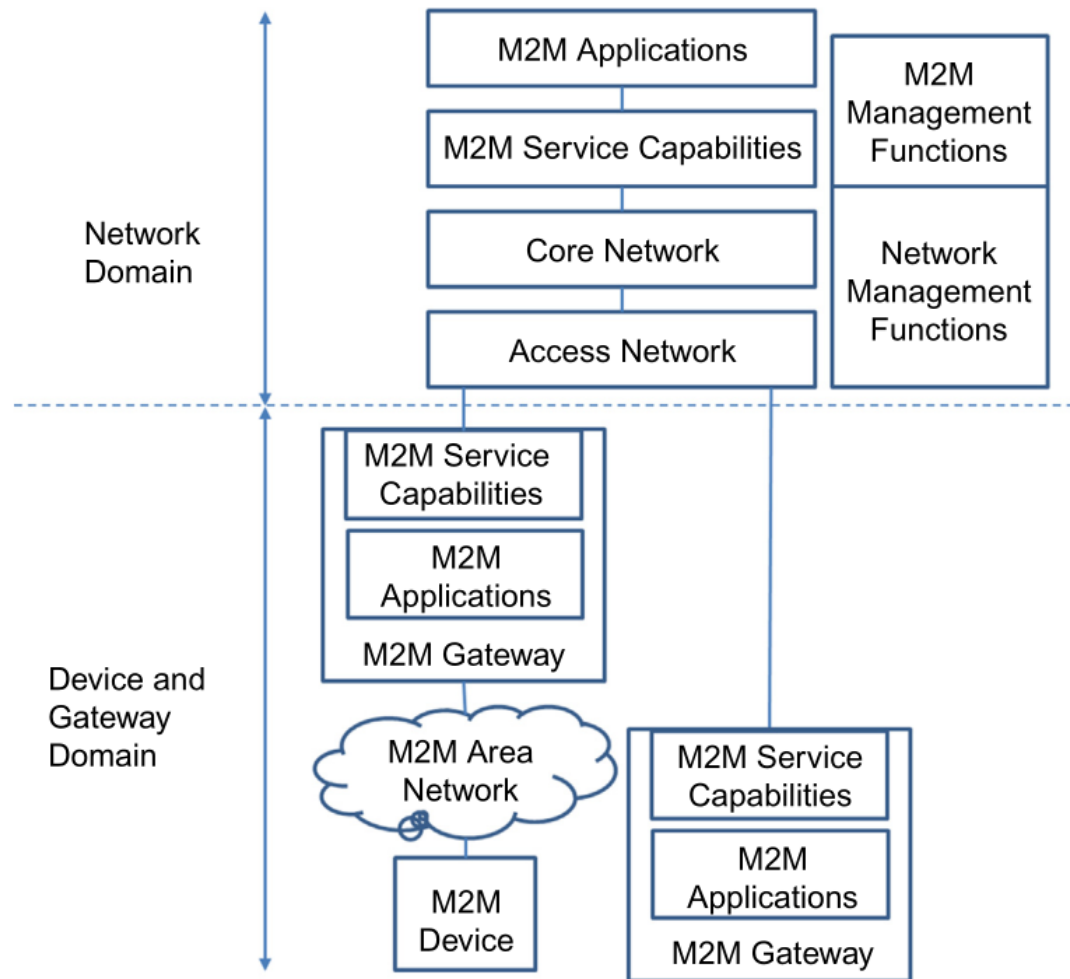 M2M Applications
M2M Service Capabilities
Core Network
Access Network
M2M
Management
Functions
Network
Management
Functions
Network
Domain
M2M Service
Capabilities
M2M
Applications
M2M Gateway
Device and
Gateway
Domain
M2M Area
Network
M2M
Device
M2M Service
Capabilities
M2M
Applications
M2M Gateway